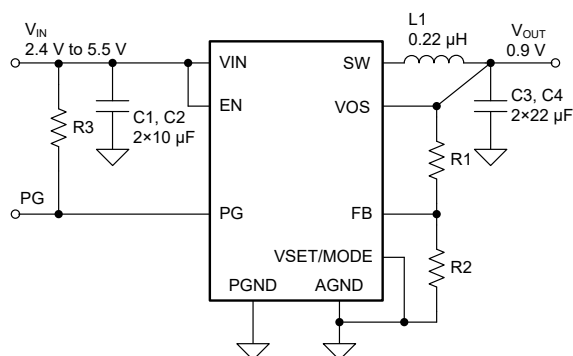 VIN
2.4 V to 5.5 V
L1
0.22 µH
VOUT
0.9 V
VIN
SW
EN
VOS
C1, C2
2×10 µF
C3, C4
2×22 µF
R3
R1
PG
PG
FB
VSET/MODE
R2
PGND
AGND